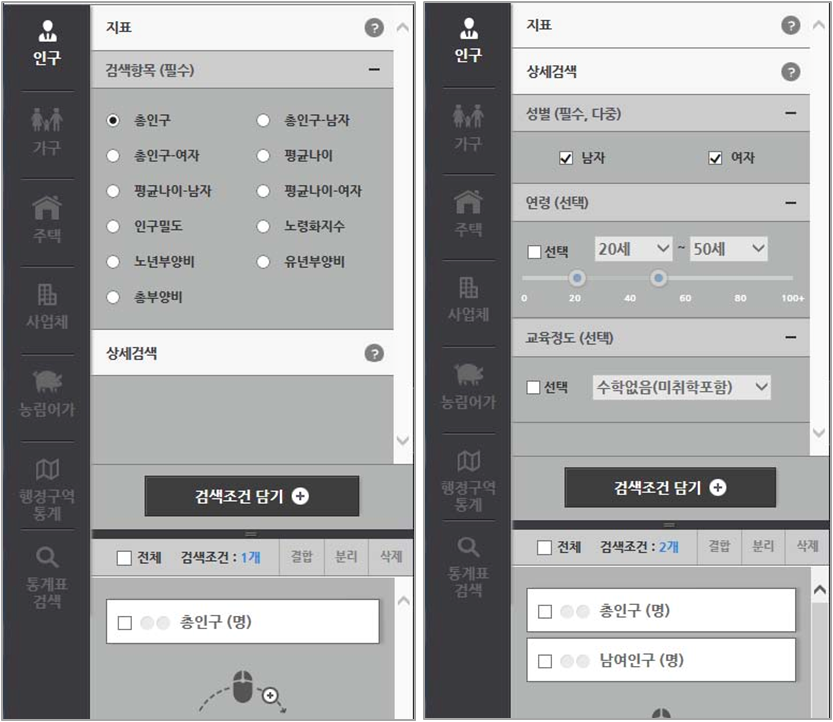 인구
가구
주택
사업체
농림어가
행정구역
통계
통계표
검색
지표 ?
검색항목 (필수)
총인구 총인구-남자
총인구-여자 평균나이
평균나이-남자 평균나이-여자
인구밀도 노령화지수
노년부양비 유년부양비
총부양비
상세검색 ?
검색조건 담기
전체 검색조건 : 1개 결합 분리 삭제
총인구 (명)
인구
가구
주택
사업체
농림어가
행정구역
통계
통계표
검색
지표 ?
상세검색 ?
성별 (필수, 다중)
남자 여자
연령 (선택)
선택 20세 ~ 50세
0 20 40 60 80 100+
교육정도 (선택)
선택 수학없음(미취학포함)
검색조건 담기
전체 검색조건 : 2개 결합 분리 삭제
총인구 (명)
남여인구 (명)